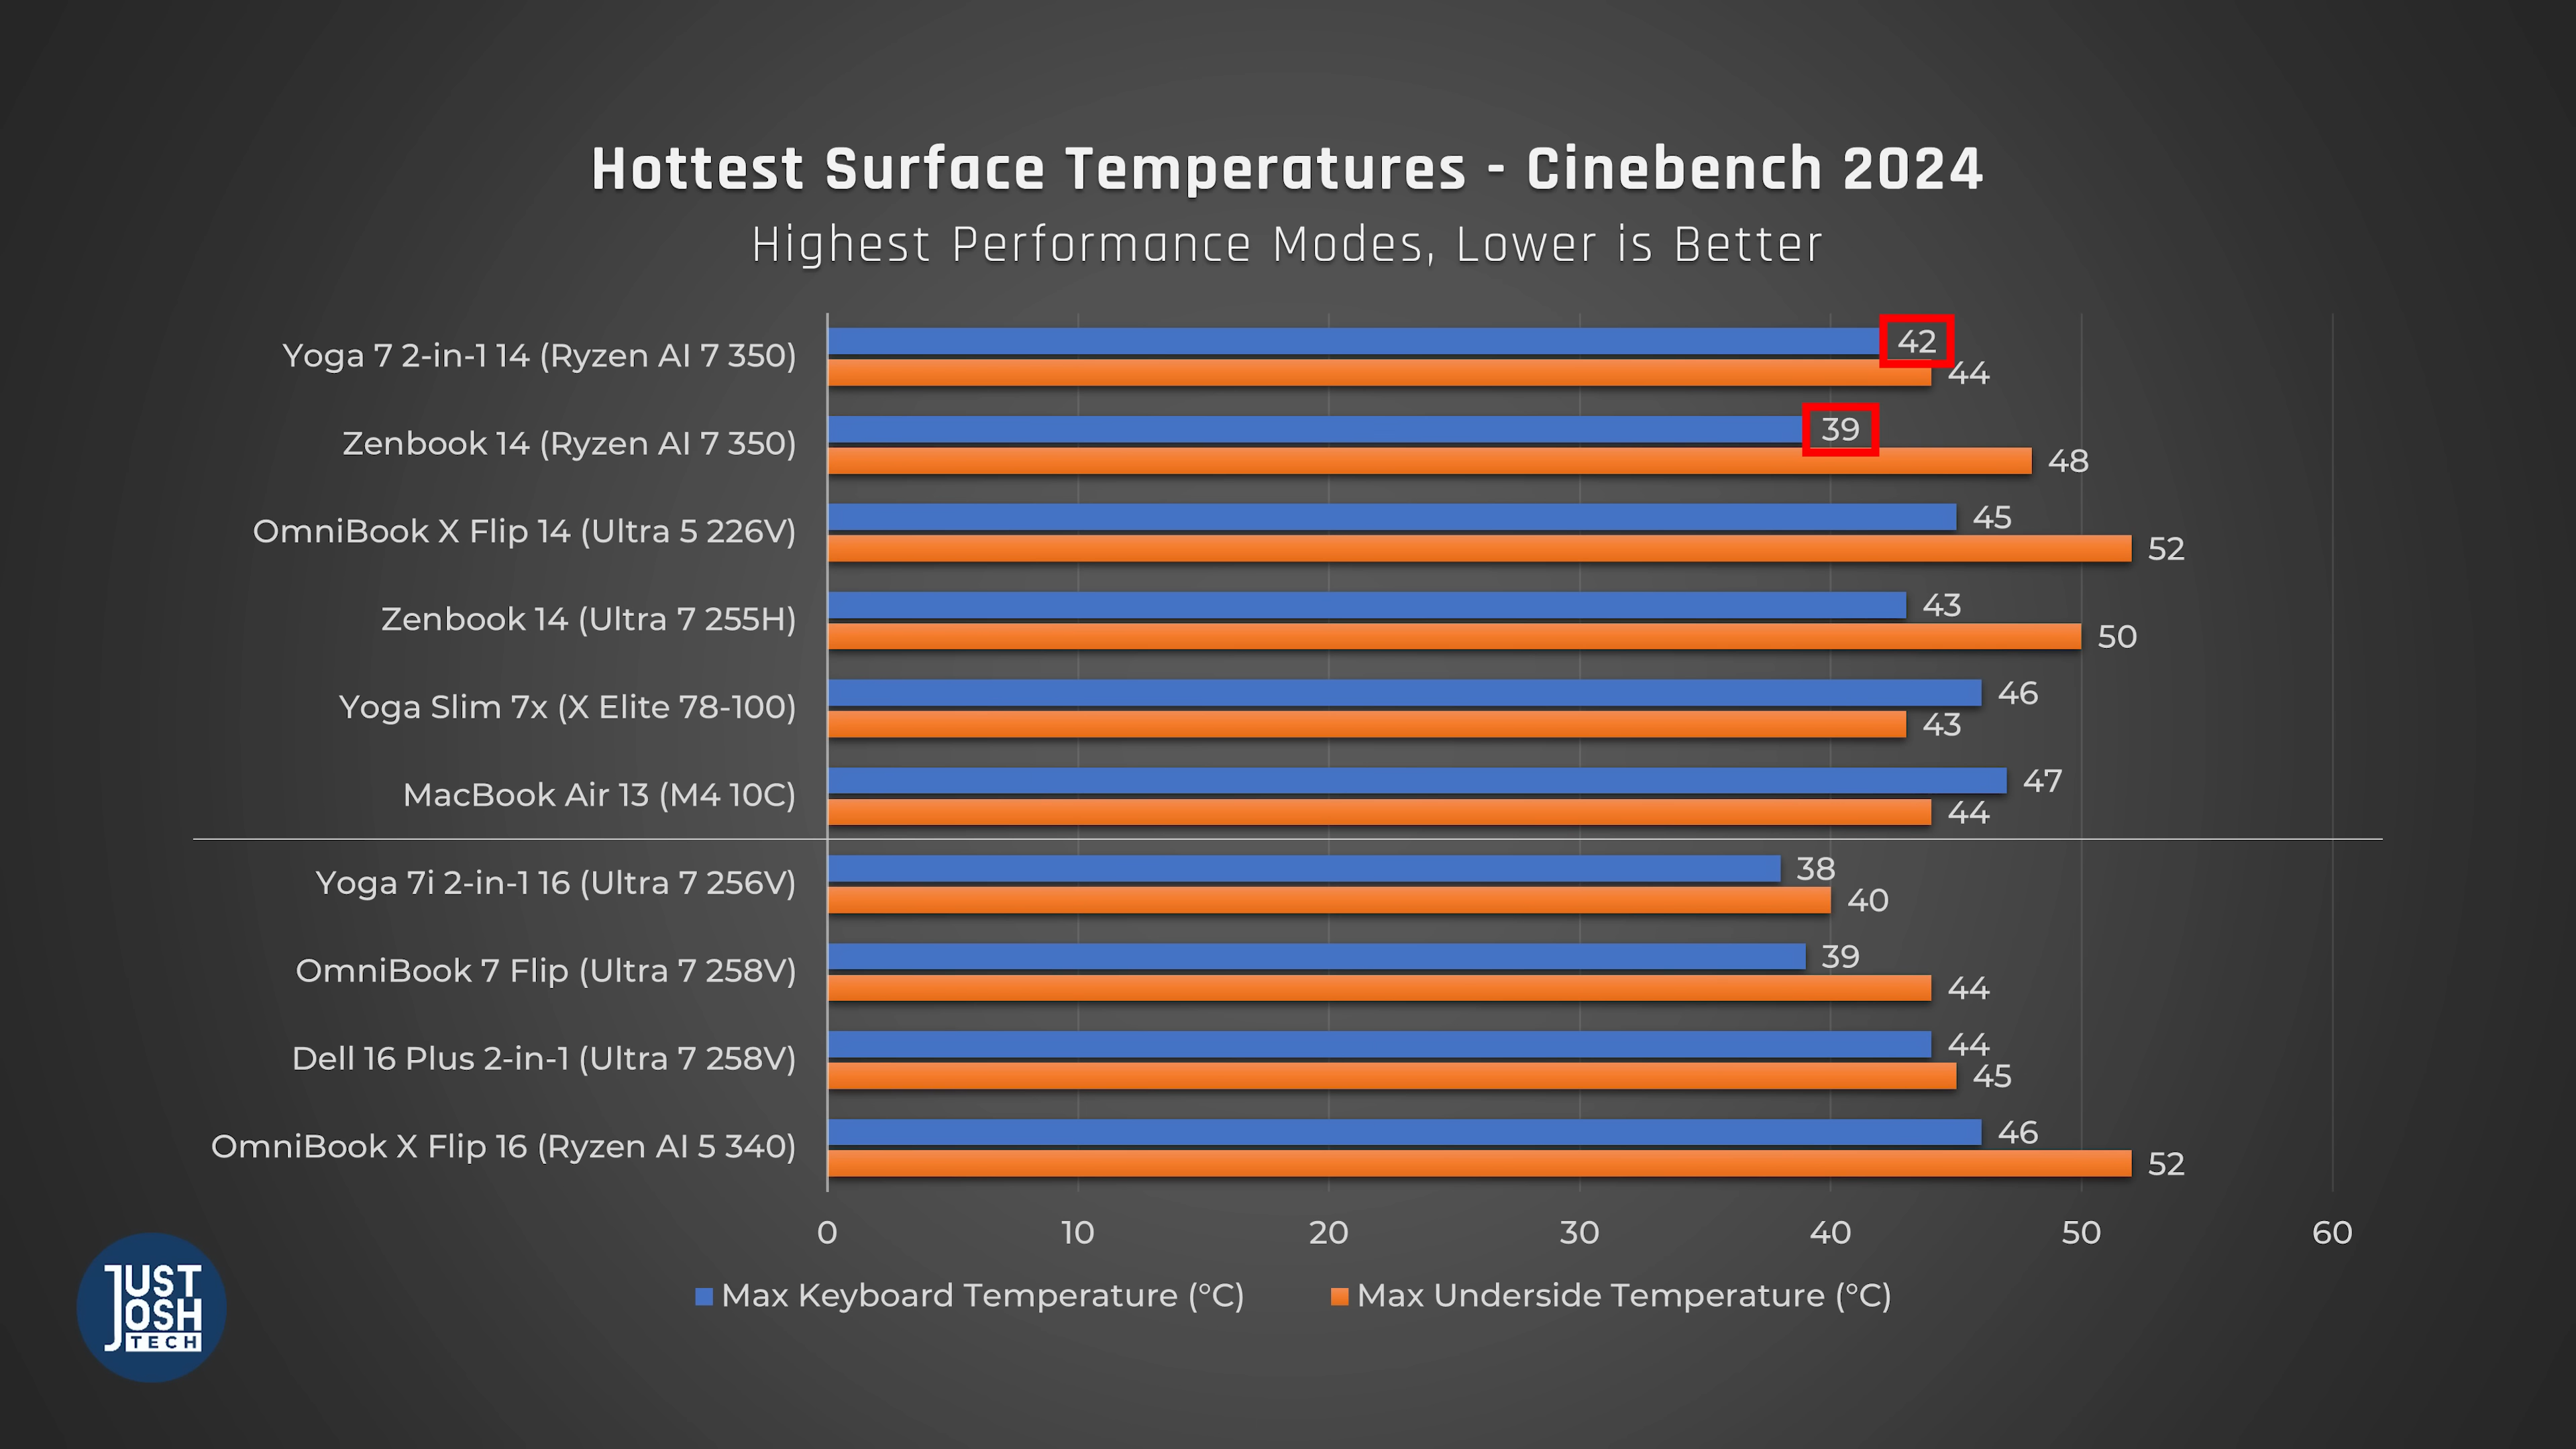 Hottest Surface Temperatures - Cinebench 2024
Highest Performance Modes, Lower is Better
Yoga 7 2-in-1 14 (Ryzen AI 7 350)
42
44
Zenbook 14 (Ryzen AI 7 350)
39
48
OmniBook X Flip 14 (Ultra 5 226V)
45
52
Zenbook 14 (Ultra 7 255H)
43
50
Yoga Slim 7x (X Elite 78-100)
46
43
MacBook Air 13 (M4 10C)
47
44
Yoga 7i 2-in-1 16 (Ultra 7 256V)
38
40
OmniBook 7 Flip (Ultra 7 258V)
39
44
Dell 16 Plus 2-in-1 (Ultra 7 258V)
44
45
OmniBook X Flip 16 (Ryzen AI 5 340)
46
52
0 10 20 30 40 50 60
Max Keyboard Temperature (°C) Max Underside Temperature (°C)
JUST
JOSH
TECH